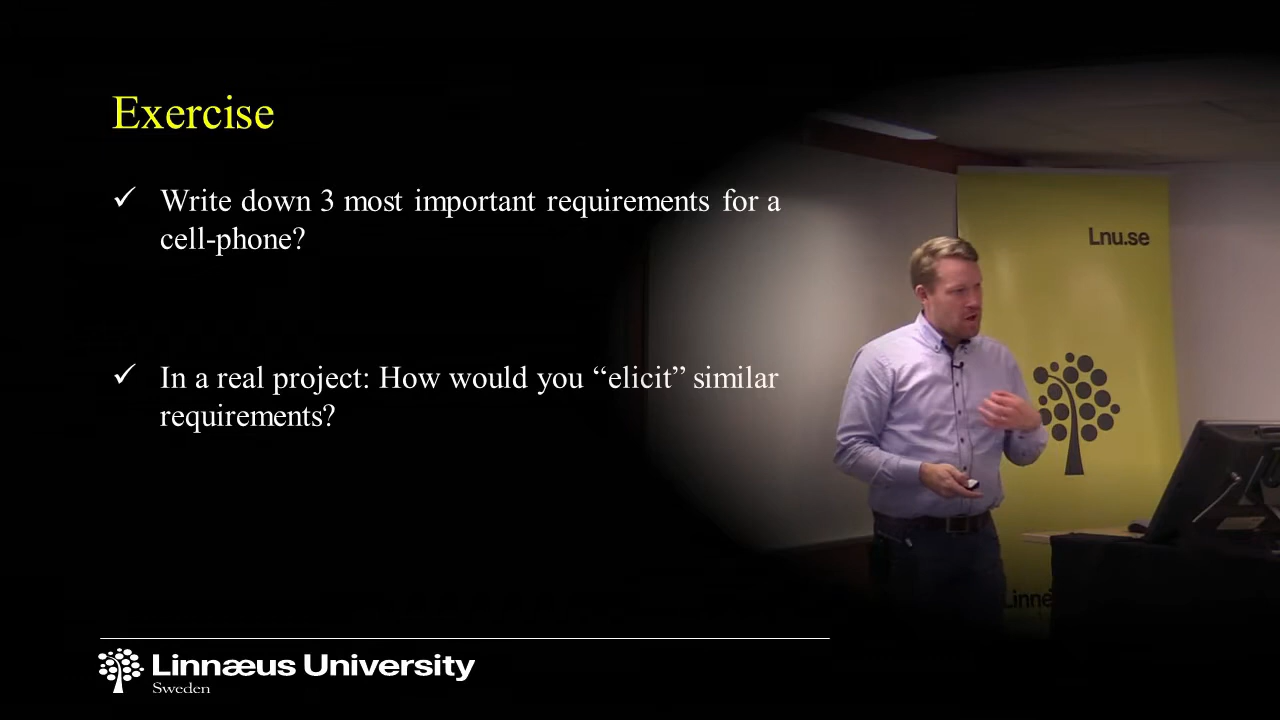 Exercise
✓ Write down 3 most important requirements for a
cell-phone?
✓ In a real project: How would you “elicit” similar
requirements?
Lnu.se
Linnæus University
Sweden